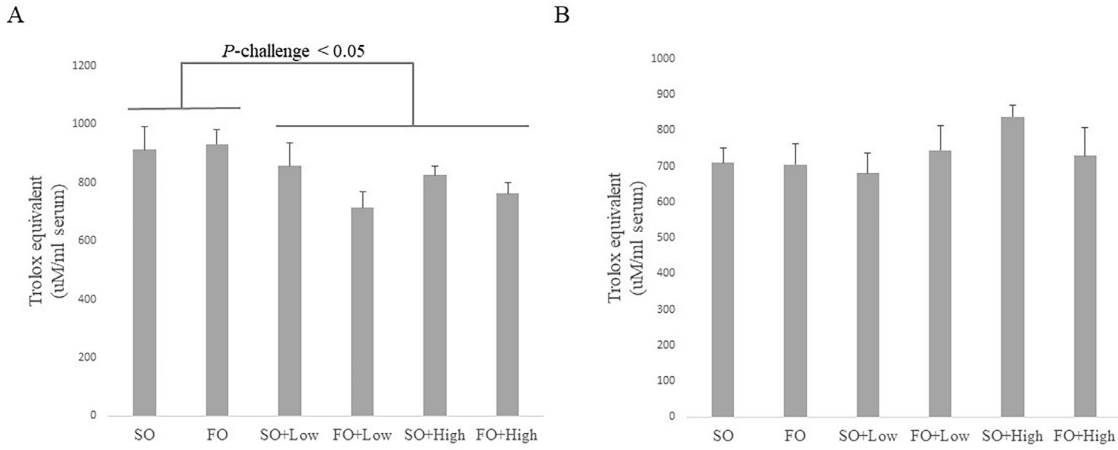 A
P-challenge < 0.05
1200
1000
800
600
400
200
0
Trolox equivalent
(uM/ml serum)
SO FO SO+Low FO+Low SO+High FO+High
B
1000
900
800
700
600
500
400
300
200
100
0
Trolox equivalent
(uM/ml serum)
SO FO SO+Low FO+Low SO+High FO+High